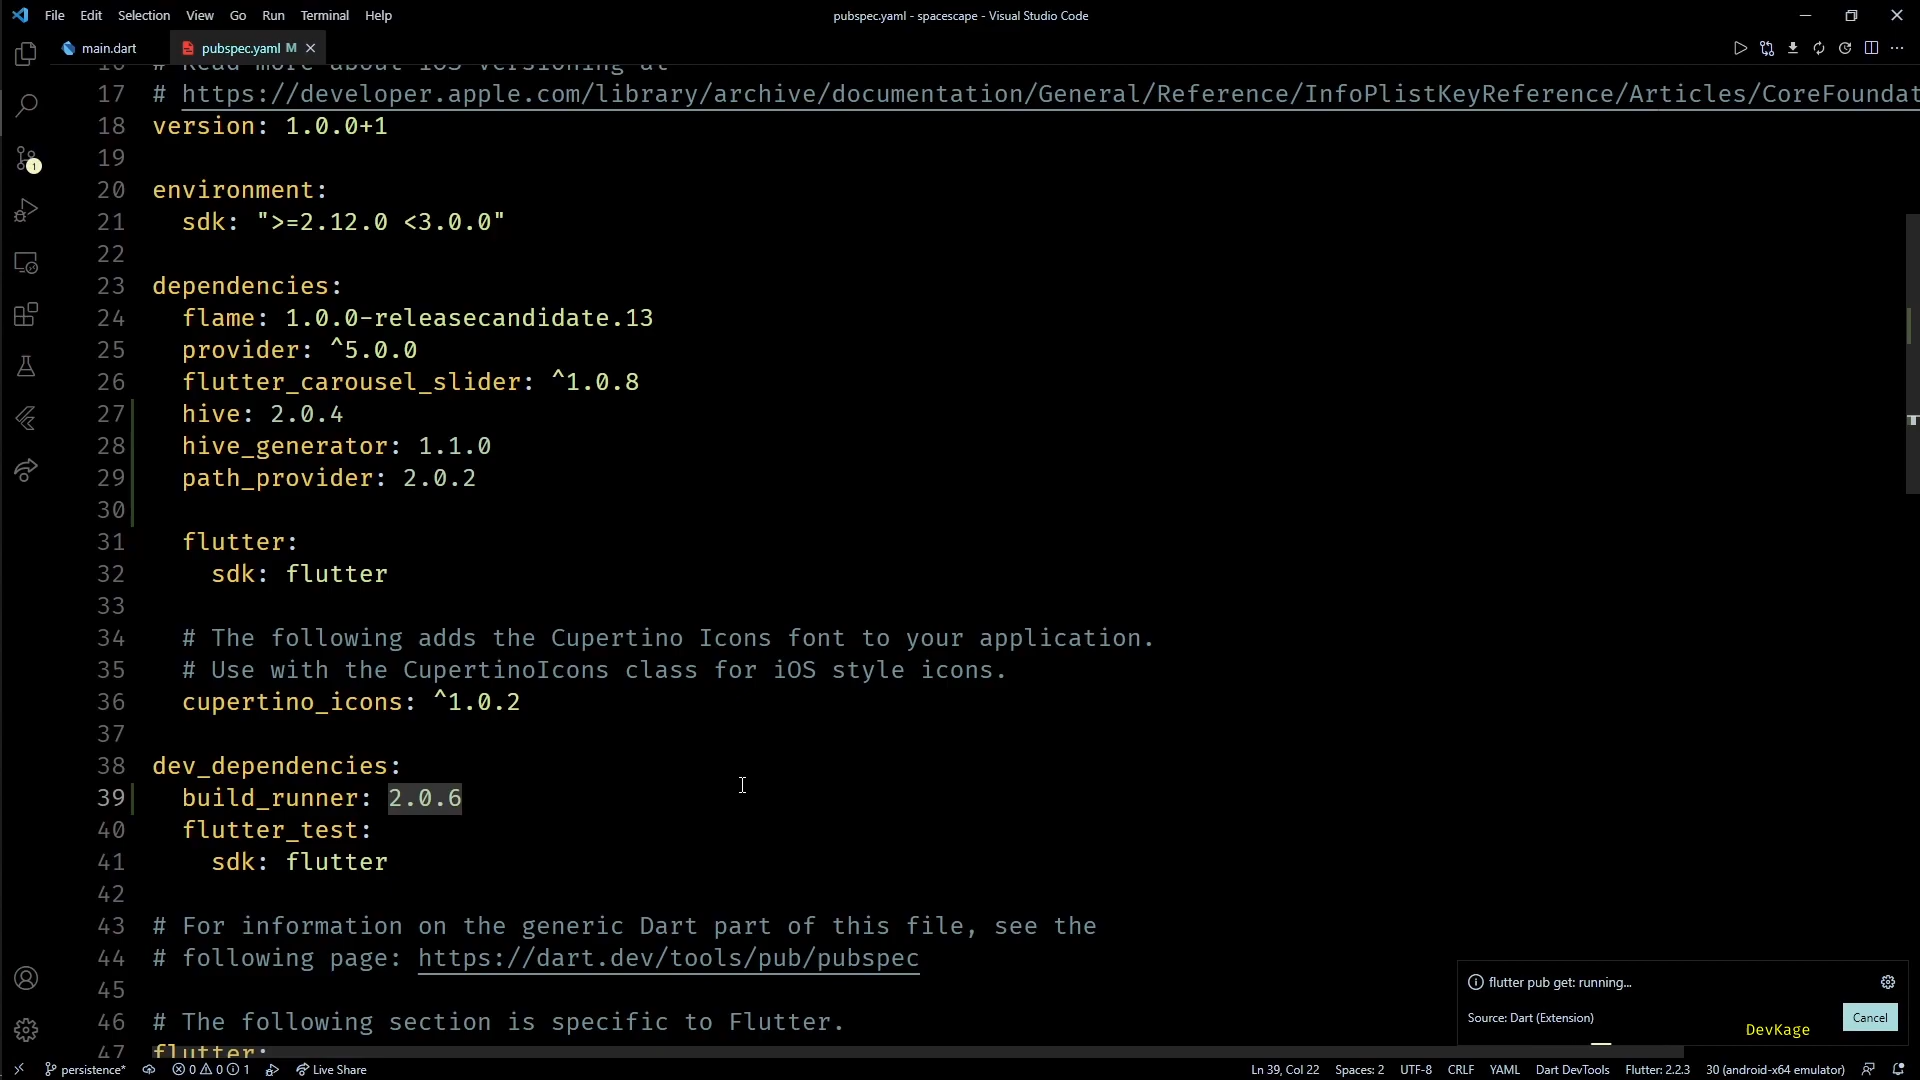 File Edit Selection View Go Run Terminal Help
pubspec.yaml - spacescape - Visual Studio Code
main.dart
pubspec.yaml M
16 # Read more about iOS versioning at
17 # https://developer.apple.com/library/archive/documentation/General/Reference/InfoPlistKeyReference/Articles/CoreFoundat
18 version: 1.0.0+1
19
20 environment:
21 sdk: ">=2.12.0 <3.0.0"
22
23 dependencies:
24 flame: 1.0.0-releasecandidate.13
25 provider: ^5.0.0
26 flutter_carousel_slider: ^1.0.8
27 hive: 2.0.4
28 hive_generator: 1.1.0
29 path_provider: 2.0.2
30
31 flutter:
32 sdk: flutter
33
34 # The following adds the Cupertino Icons font to your application.
35 # Use with the CupertinoIcons class for iOS style icons.
36 cupertino_icons: ^1.0.2
37
38 dev_dependencies:
39 build_runner: 2.0.6
40 flutter_test:
41 sdk: flutter
42
43 # For information on the generic Dart part of this file, see the
44 # following page: https://dart.dev/tools/pub/pubspec
45
46 # The following section is specific to Flutter.
47 flutter:
1
flutter pub get: running...
Source: Dart (Extension)
Cancel
DevKage
persistence* 0 0 1 Live Share
Ln 39, Col 22 Spaces: 2 UTF-8 CRLF YAML Dart DevTools Flutter: 2.2.3 30 (android-x64 emulator)